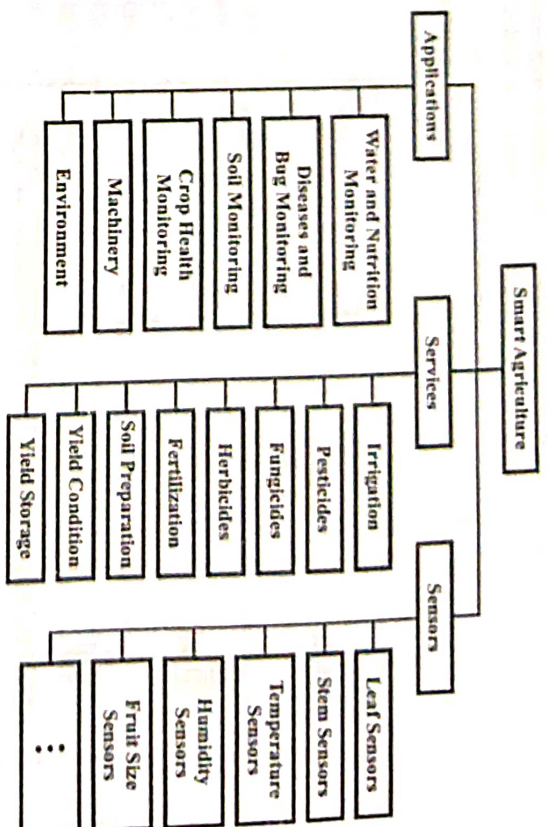 Smart Agriculture
Applications
Water and Nutrition
Monitoring
Diseases and
Bug Monitoring
Soil Monitoring
Crop Health
Monitoring
Machinery
Environment
Services
Irrigation
Pesticides
Fungicides
Herbicides
Fertilization
Soil Preparation
Yield Condition
Yield Storage
Sensors
Leaf Sensors
Stem Sensors
Temperature
Sensors
Humidity
Sensors
Fruit Size
Sensors
...